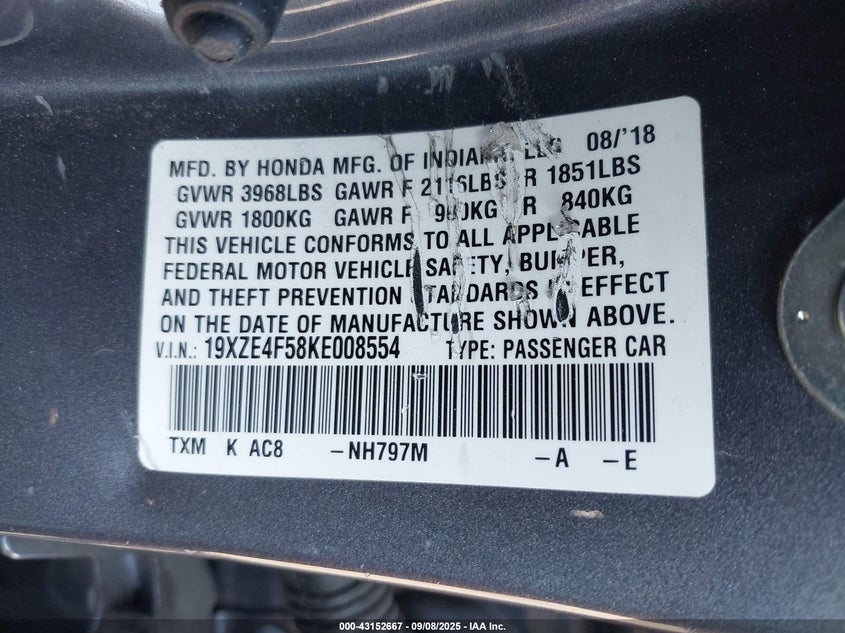 MFD. BY HONDA MFG. OF LLC 08/'18
GVWR 3968LBS GAWR F 2116LBS RR 1851LBS
GVWR 1800KG GAWR F KG R 840KG
THIS VEHICLE CONFORMS TO ALL APPLICABLE
FEDERAL MOTOR VEHICLE SAFETY, BUMPER,
AND THEFT PREVENTION STANDARDS IN EFFECT
ON THE DATE OF MANUFACTURE SHOWN ABOVE.
V.I.N.: 19XZE4F58KE008554 TYPE: PASSENGER CAR
TXM K AC8 -NH797M -A -E
000-43152667 - 09/08/2025 - IAA Inc.